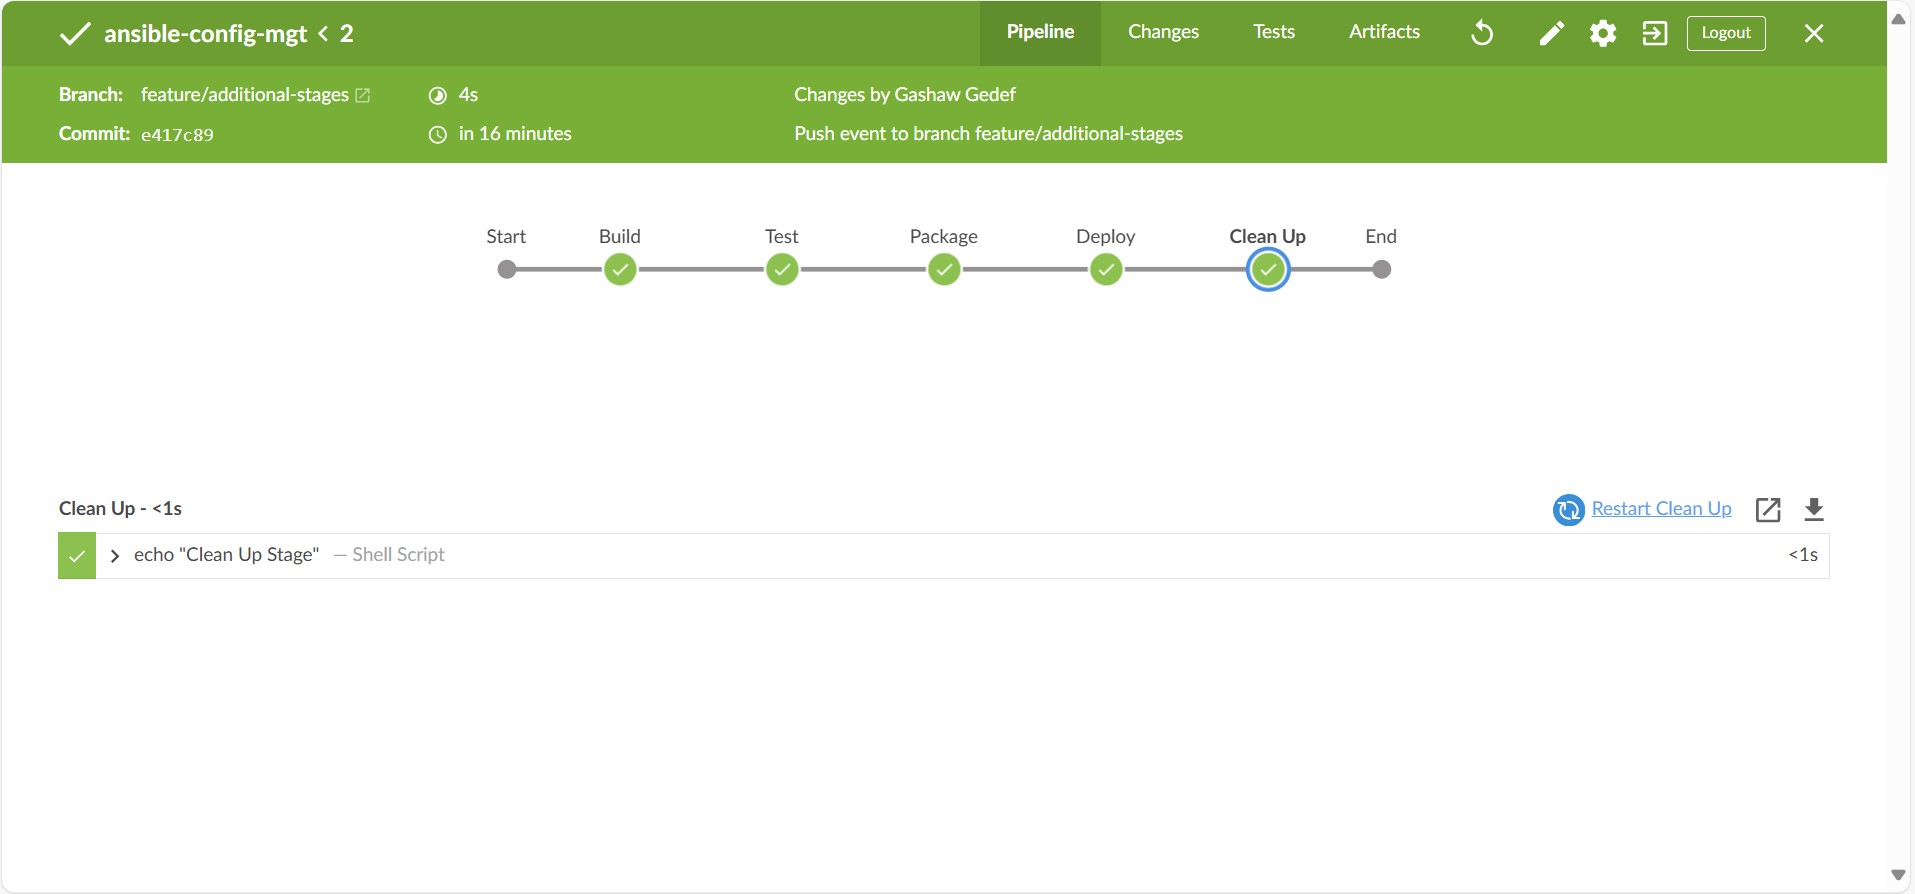 ansible-config-mgt < 2
Pipeline Changes Tests Artifacts Logout
Branch: feature/additional-stages 4s Changes by Gashaw Gedef
Commit: e417c89 in 16 minutes Push event to branch feature/additional-stages
Start Build Test Package Deploy Clean Up End
Clean Up - <1s Restart Clean Up
echo "Clean Up Stage" — Shell Script <1s